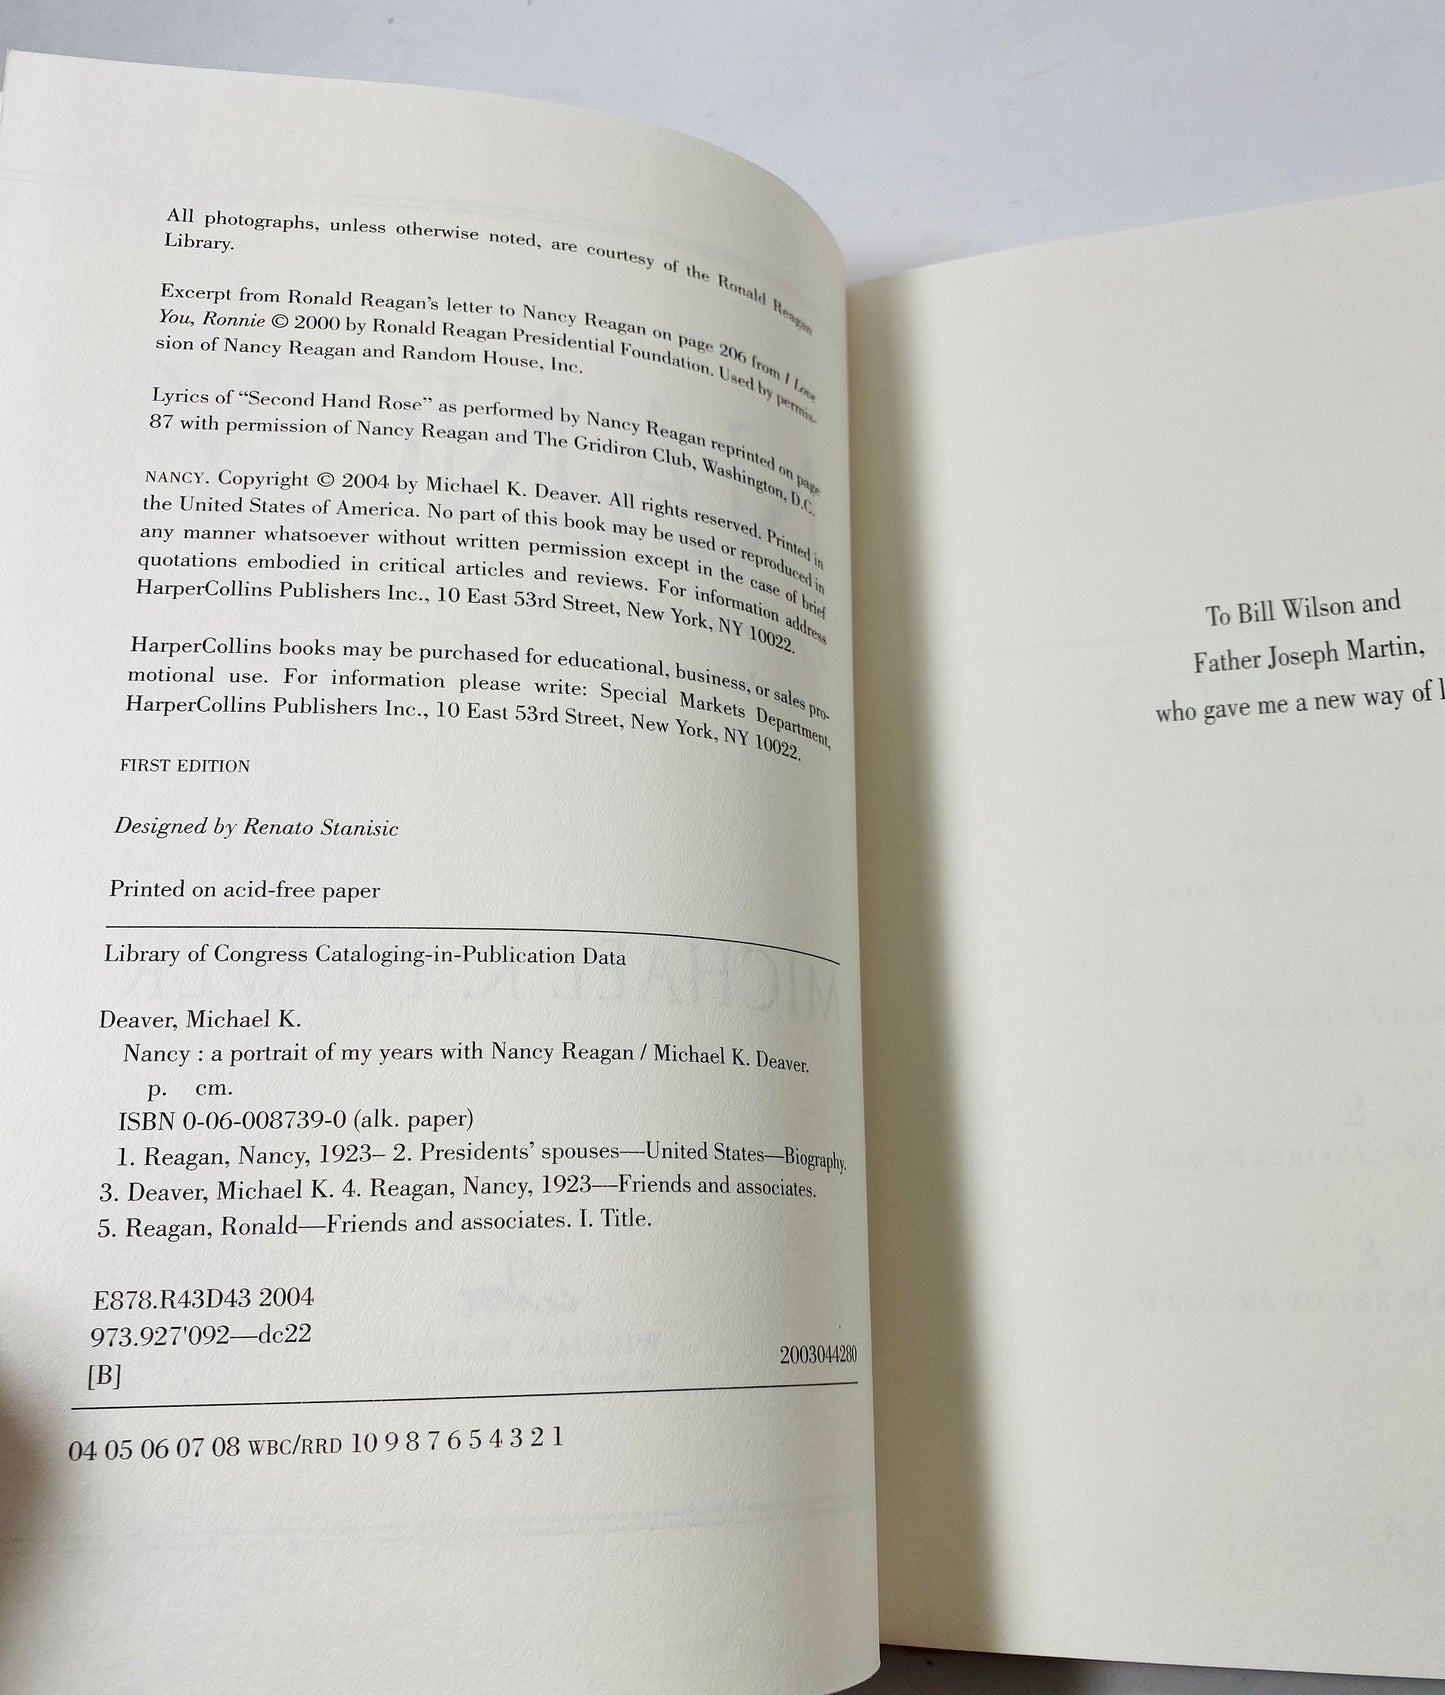 All photographs, unless otherwise noted, are courtesy of the Ronald Reagan
Library.
Excerpt from Ronald Reagan's letter to Nancy Reagan on page 206 from I Love
You, Ronnie © 2000 by Ronald Reagan Presidential Foundation. Used by permis-
sion of Nancy Reagan and Random House, Inc.
Lyrics of “Second Hand Rose” as performed by Nancy Reagan reprinted on page
87 with permission of Nancy Reagan and The Gridiron Club, Washington, D.C.
NANCY. Copyright © 2004 by Michael K. Deaver. All rights reserved. Printed in
the United States of America. No part of this book may be used or reproduced in
any manner whatsoever without written permission except in the case of brief
quotations embodied in critical articles and reviews. For information address
HarperCollins Publishers Inc., 10 East 53rd Street, New York, NY 10022.
HarperCollins books may be purchased for educational, business, or sales pro-
motional use. For information please write: Special Markets Department,
HarperCollins Publishers Inc., 10 East 53rd Street, New York, NY 10022.
FIRST EDITION
Designed by Renato Stanisic
Printed on acid-free paper
Library of Congress Cataloging-in-Publication Data
Deaver, Michael K.
Nancy : a portrait of my years with Nancy Reagan / Michael K. Deaver.
p. cm.
ISBN 0-06-008739-0 (alk. paper)
1. Reagan, Nancy, 1923– 2. Presidents' spouses—United States—Biography.
3. Deaver, Michael K. 4. Reagan, Nancy, 1923—Friends and associates.
5. Reagan, Ronald—Friends and associates. I. Title.
E878.R43D43 2004
973.927'092—dc22
[B]
2003044280
04 05 06 07 08 WBC/RRD 10 9 8 7 6 5 4 3 2 1
To Bill Wilson and
Father Joseph Martin,
who gave me a new way of